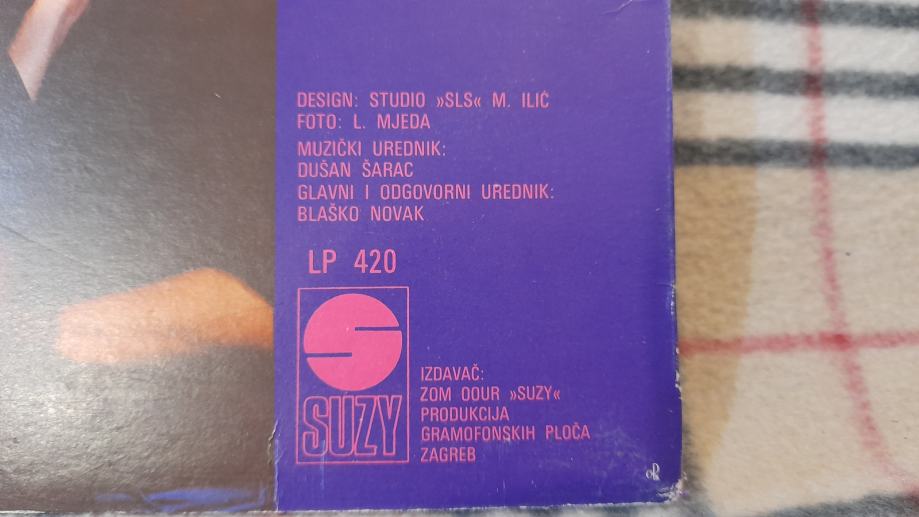 DESIGN: STUDIO »SLS« M. ILIĆ
FOTO: L. MJEDA
MUZIČKI UREDNIK:
DUŠAN ŠARAC
GLAVNI I ODGOVORNI UREDNIK:
BLAŠKO NOVAK
LP 420
SUZY
IZDAVAČ:
ZOM OOUR »SUZY«
PRODUKCIJA
GRAMOFONSKIH PLOČA
ZAGREB